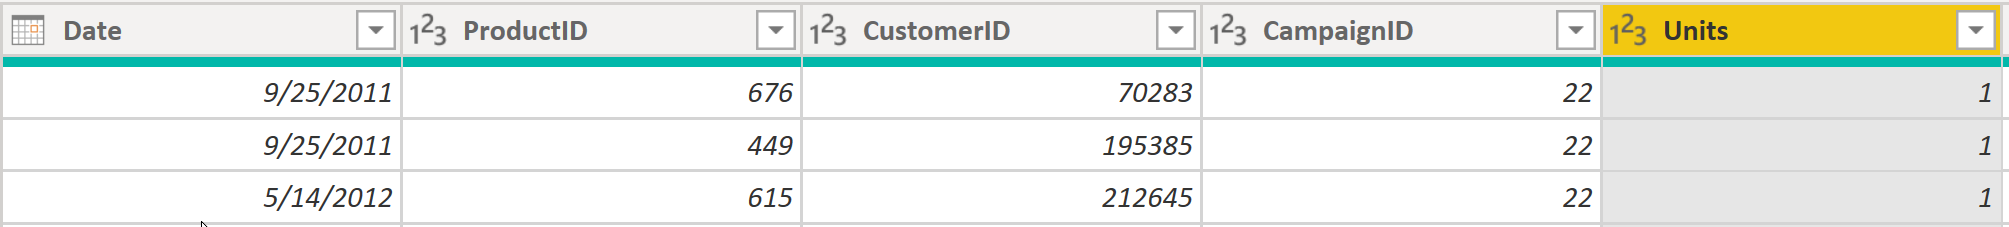 Date 1²3 ProductID 1²3 CustomerID 1²3 CampaignID 1²3 Units
9/25/2011 676 70283 22 1
9/25/2011 449 195385 22 1
5/14/2012 615 212645 22 1